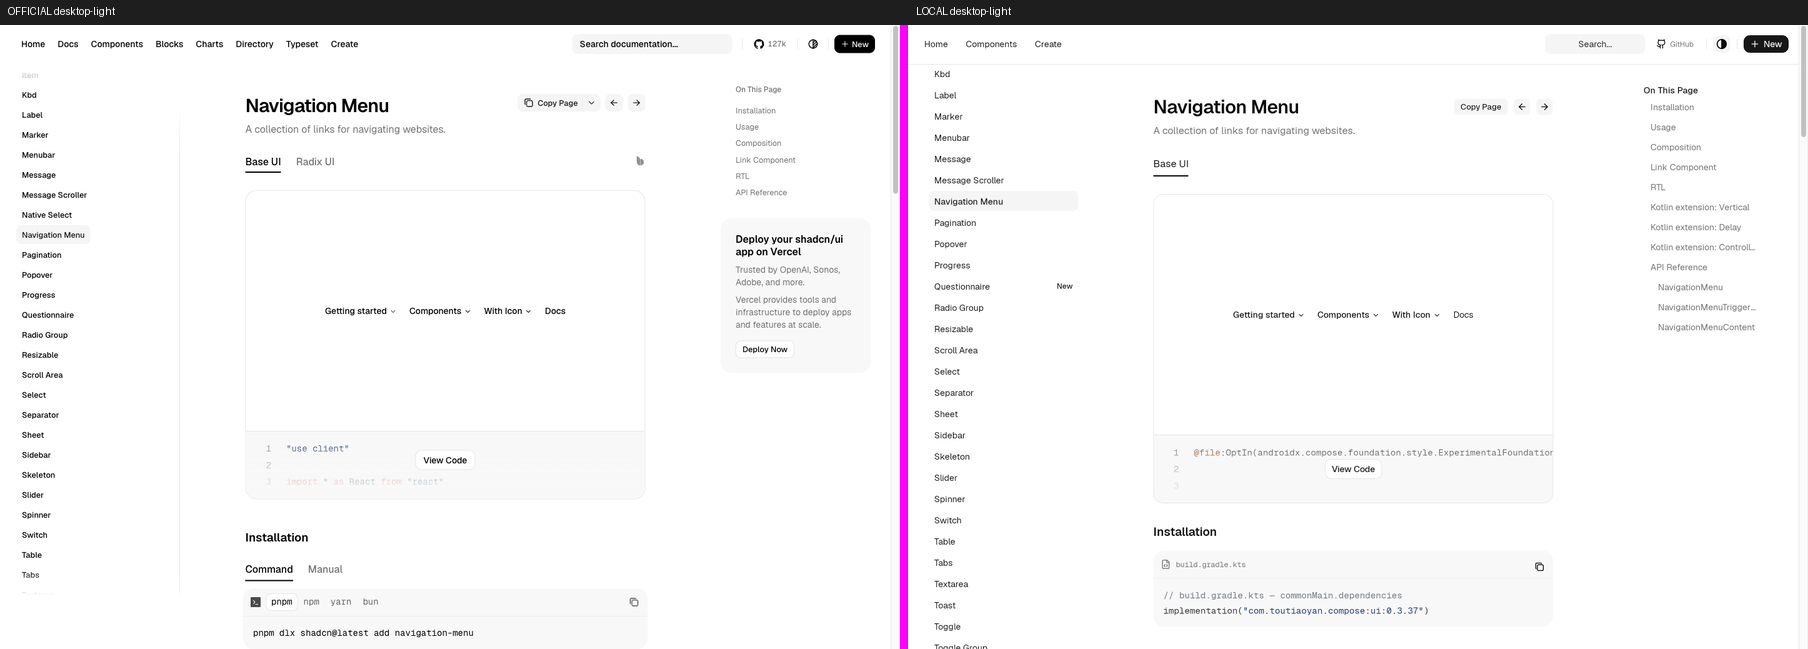 OFFICIAL desktop-light
Home Docs Components Blocks Charts Directory Typeset Create
Search documentation...
127k
+ New
Item
Kbd
Label
Marker
Menubar
Message
Message Scroller
Native Select
Navigation Menu
Pagination
Popover
Progress
Questionnaire
Radio Group
Resizable
Scroll Area
Select
Separator
Sheet
Sidebar
Skeleton
Slider
Spinner
Switch
Table
Tabs
Navigation Menu
Copy Page
A collection of links for navigating websites.
Base UI Radix UI
Getting started Components With Icon Docs
1 "use client"
2
3 import * as React from "react"
View Code
Installation
Command Manual
pnpm npm yarn bun
pnpm dlx shadcn@latest add navigation-menu
On This Page
Installation
Usage
Composition
Link Component
RTL
API Reference
Deploy your shadcn/ui
app on Vercel
Trusted by OpenAI, Sonos,
Adobe, and more.
Vercel provides tools and
infrastructure to deploy apps
and features at scale.
Deploy Now
LOCAL desktop-light
Home Components Create
Search...
GitHub
+ New
Kbd
Label
Marker
Menubar
Message
Message Scroller
Navigation Menu
Pagination
Popover
Progress
Questionnaire New
Radio Group
Resizable
Scroll Area
Select
Separator
Sheet
Sidebar
Skeleton
Slider
Spinner
Switch
Table
Tabs
Textarea
Toast
Toggle
Toggle Group
Navigation Menu
Copy Page
A collection of links for navigating websites.
Base UI
Getting started Components With Icon Docs
1 @file:OptIn(androidx.compose.foundation.style.ExperimentalFoundation
2
3
View Code
Installation
build.gradle.kts
// build.gradle.kts — commonMain.dependencies
implementation("com.toutiaoyan.compose:ui:0.3.37")
On This Page
Installation
Usage
Composition
Link Component
RTL
Kotlin extension: Vertical
Kotlin extension: Delay
Kotlin extension: Controll...
API Reference
NavigationMenu
NavigationMenuTrigger...
NavigationMenuContent